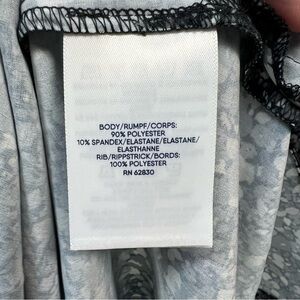 BODY/RUMPF/CORPS:
90% POLYESTER
10% SPANDEX/ELASTANE/ELASTANE/
ELASTHANNE
RIB/RIPPSTRICK/BORDS:
100% POLYESTER
RN 62830